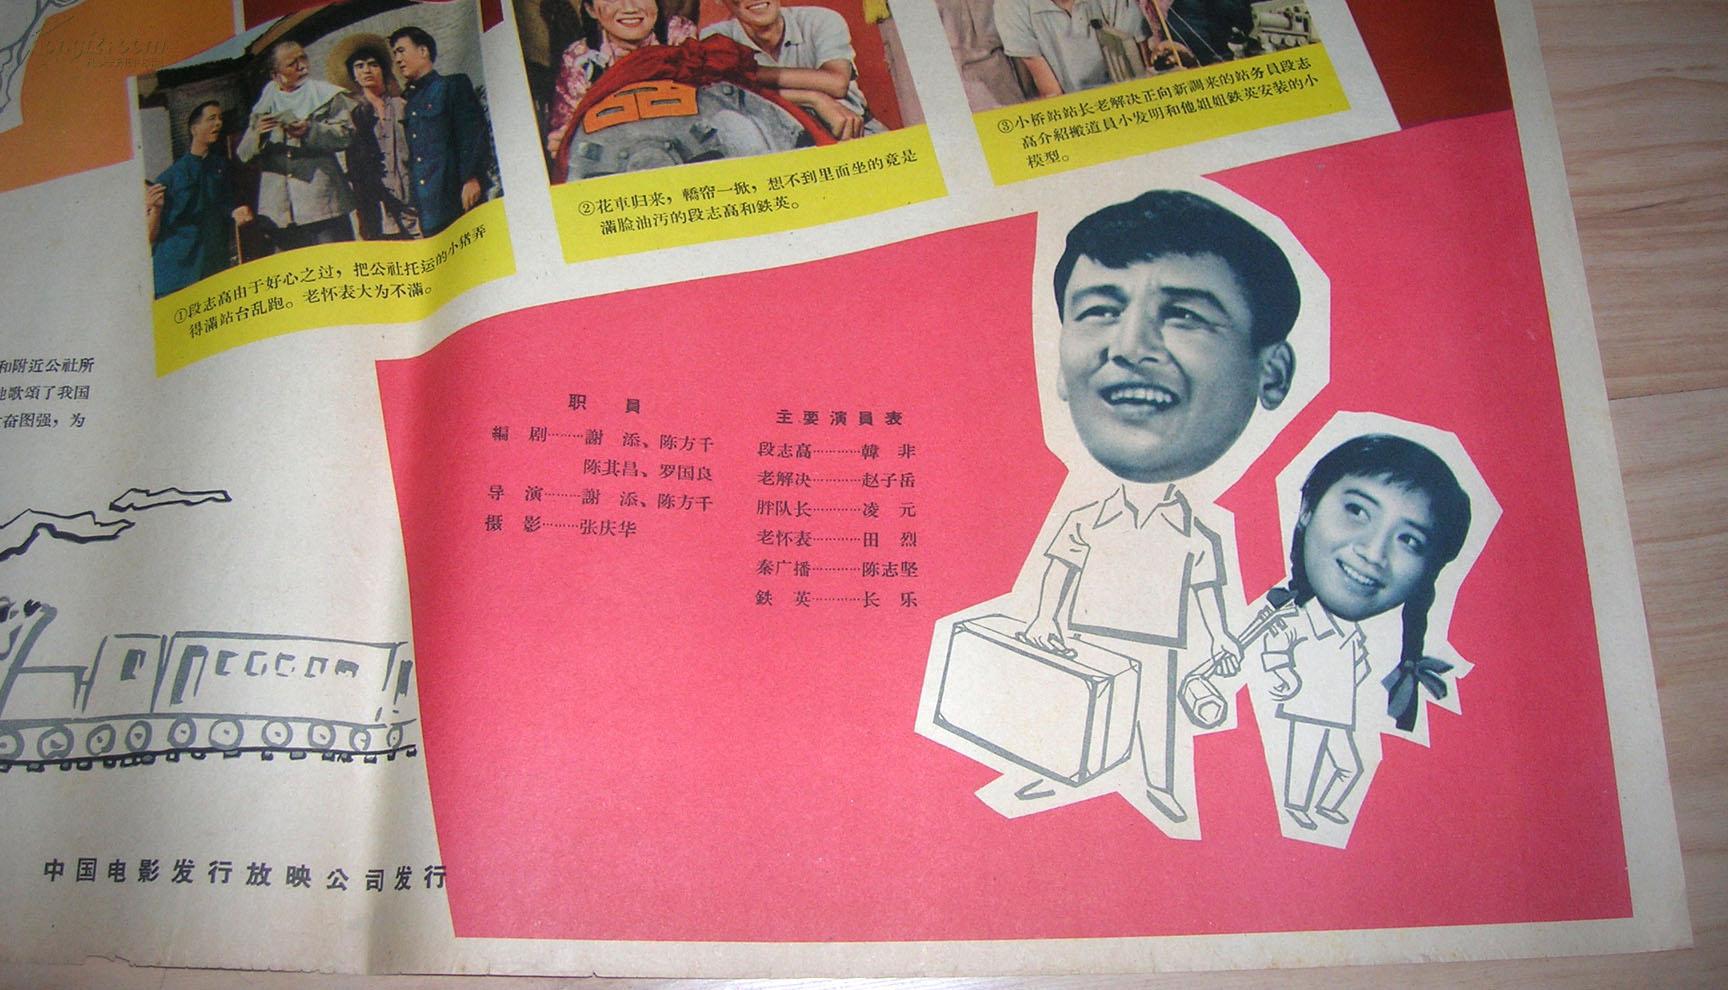 ①段志高由于好心之过，把公社托运的小猪弄
得滿站台乱跑。老怀表大为不滿。
②花車归来，轎帘一掀，想不到里面坐的竟是
滿脸油污的段志高和鉄英。
③小桥站站长老解决正向新調来的站务員段志
高介紹搬道員小发明和他姐姐鉄英安装的小
模型。
和附近公社所
地歌頌了我国
奋图强，为
职員
編剧………謝添、陈方千
陈其昌、罗国良
导演………謝添、陈方千
摄影………张庆华
主要演員表
段志高…………韓非
老解决…………赵子岳
胖队长…………凌元
老怀表…………田烈
秦广播…………陈志坚
鉄英…………长乐
中国电影发行放映公司发行